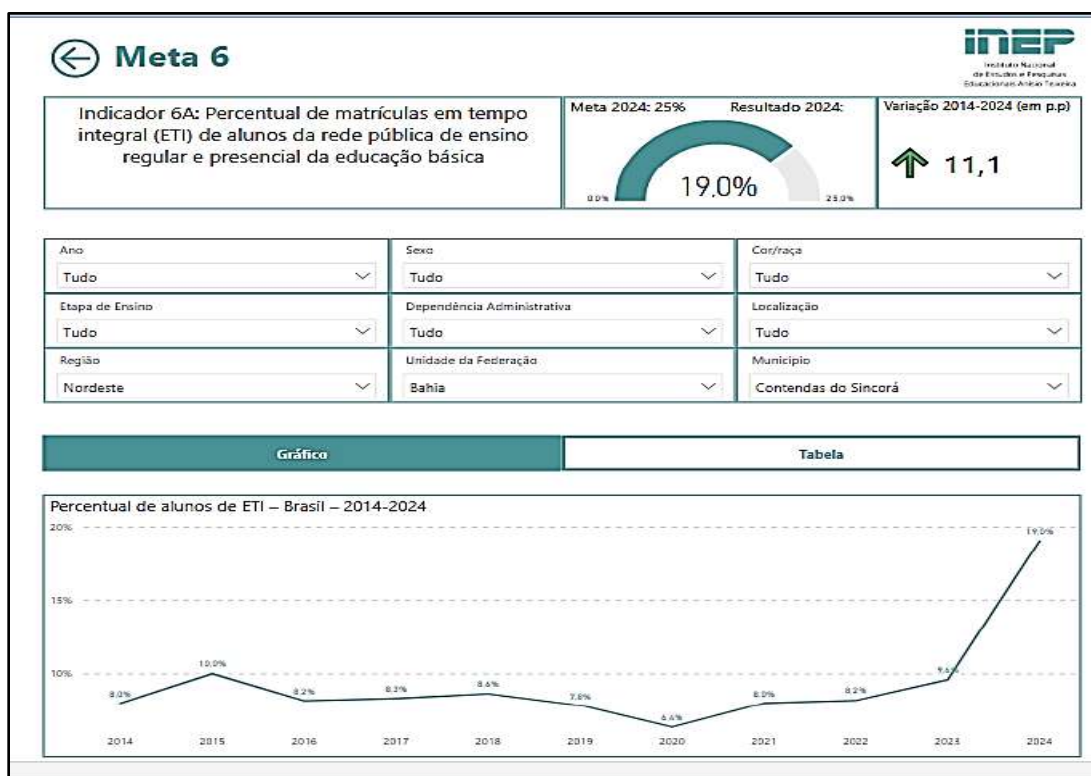 Meta 6
inep
Instituto Nacional
de Estudos e Pesquisas
Educacionais Anísio Teixeira
Indicador 6A: Percentual de matrículas em tempo
integral (ETI) de alunos da rede pública de ensino
regular e presencial da educação básica
Meta 2024: 25%
Resultado 2024:
19,0%
0,0%
25,0%
Variação 2014-2024 (em p.p)
11,1
Ano
Sexo
Cor/raça
Tudo
Tudo
Tudo
Etapa de Ensino
Dependência Administrativa
Localização
Tudo
Tudo
Tudo
Região
Unidade da Federação
Município
Nordeste
Bahia
Contendas do Sincorá
Gráfico
Tabela
Percentual de alunos de ETI – Brasil – 2014-2024
20%
15%
10%
8,0%
10,0%
8,2%
8,3%
8,6%
7,8%
6,4%
8,0%
8,2%
9,6%
19,0%
2014
2015
2016
2017
2018
2019
2020
2021
2022
2023
2024